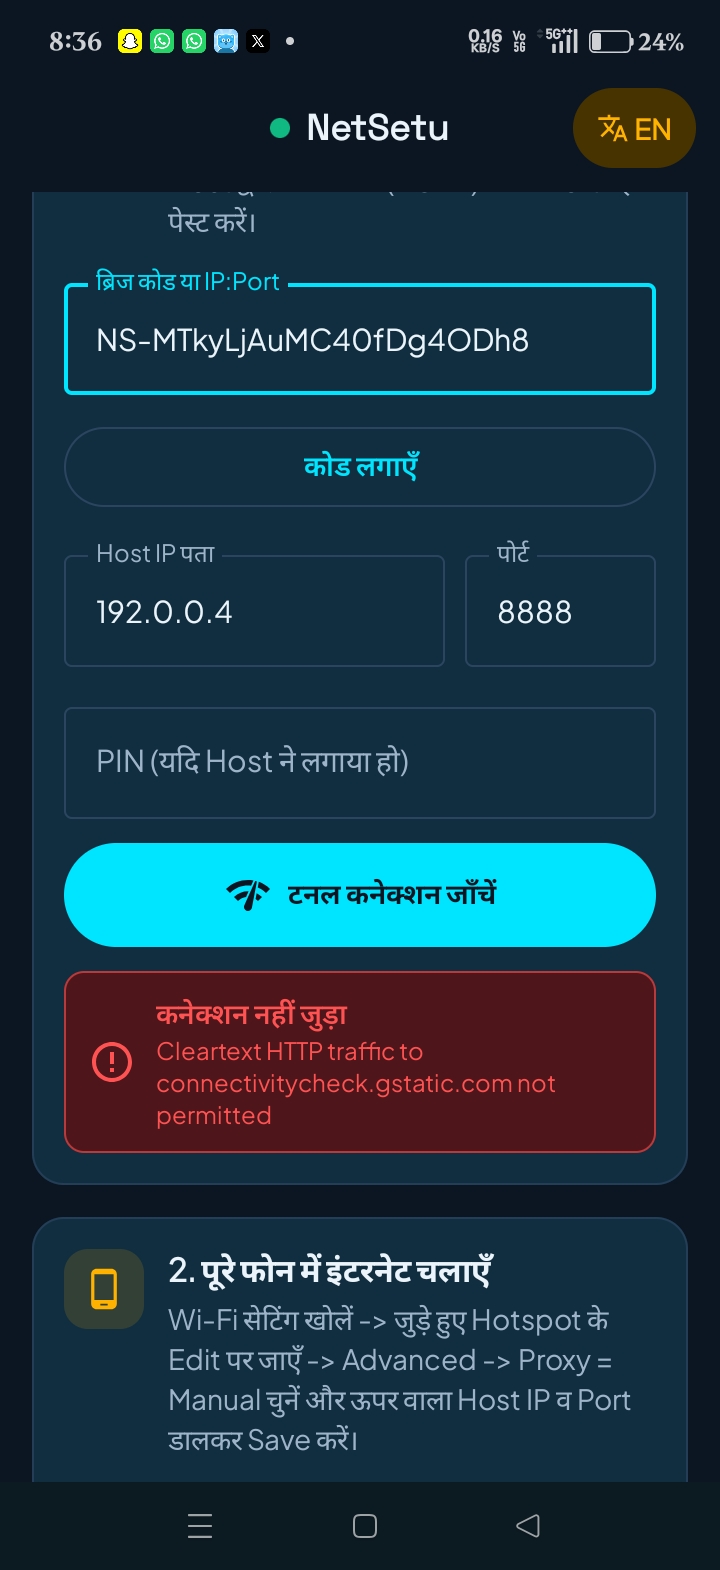 8:36
0.16 KB/S Vo 5G 5G++ 24%
NetSetu
EN
पेस्ट करें।
ब्रिज कोड या IP:Port
NS-MTkyLjAuMC40fDg4ODh8
कोड लगाएँ
Host IP पता
पोर्ट
192.0.0.4
8888
PIN (यदि Host ने लगाया हो)
टनल कनेक्शन जाँचें
कनेक्शन नहीं जुड़ा
Cleartext HTTP traffic to
connectivitycheck.gstatic.com not
permitted
2. पूरे फोन में इंटरनेट चलाएँ
Wi-Fi सेटिंग खोलें -> जुड़े हुए Hotspot के
Edit पर जाएँ -> Advanced -> Proxy =
Manual चुनें और ऊपर वाला Host IP व Port
डालकर Save करें।